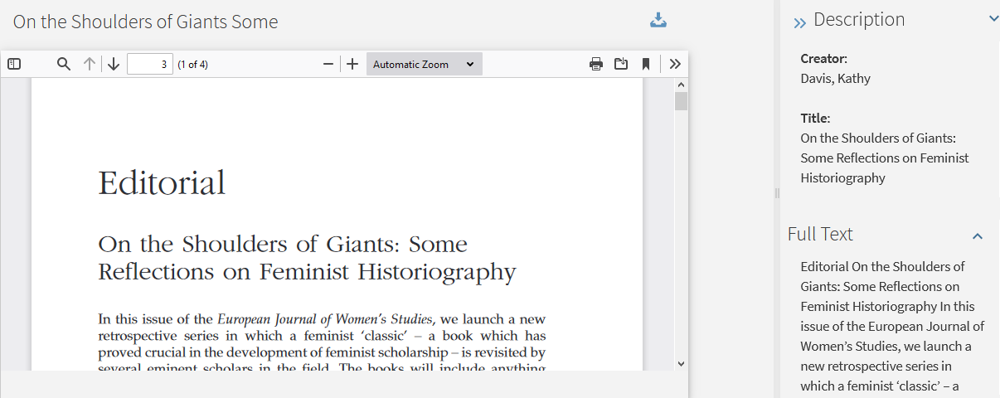 On the Shoulders of Giants Some
3 (1 of 4)
Automatic Zoom
Editorial
On the Shoulders of Giants: Some
Reflections on Feminist Historiography
In this issue of the European Journal of Women's Studies, we launch a new
retrospective series in which a feminist ‘classic’ – a book which has
proved crucial in the development of feminist scholarship – is revisited by
several eminent scholars in the field. The books will include anything
Description
Creator:
Davis, Kathy
Title:
On the Shoulders of Giants:
Some Reflections on Feminist
Historiography
Full Text
Editorial On the Shoulders of
Giants: Some Reflections on
Feminist Historiography In this
issue of the European Journal of
Women’s Studies, we launch a
new retrospective series in
which a feminist ‘classic’ – a